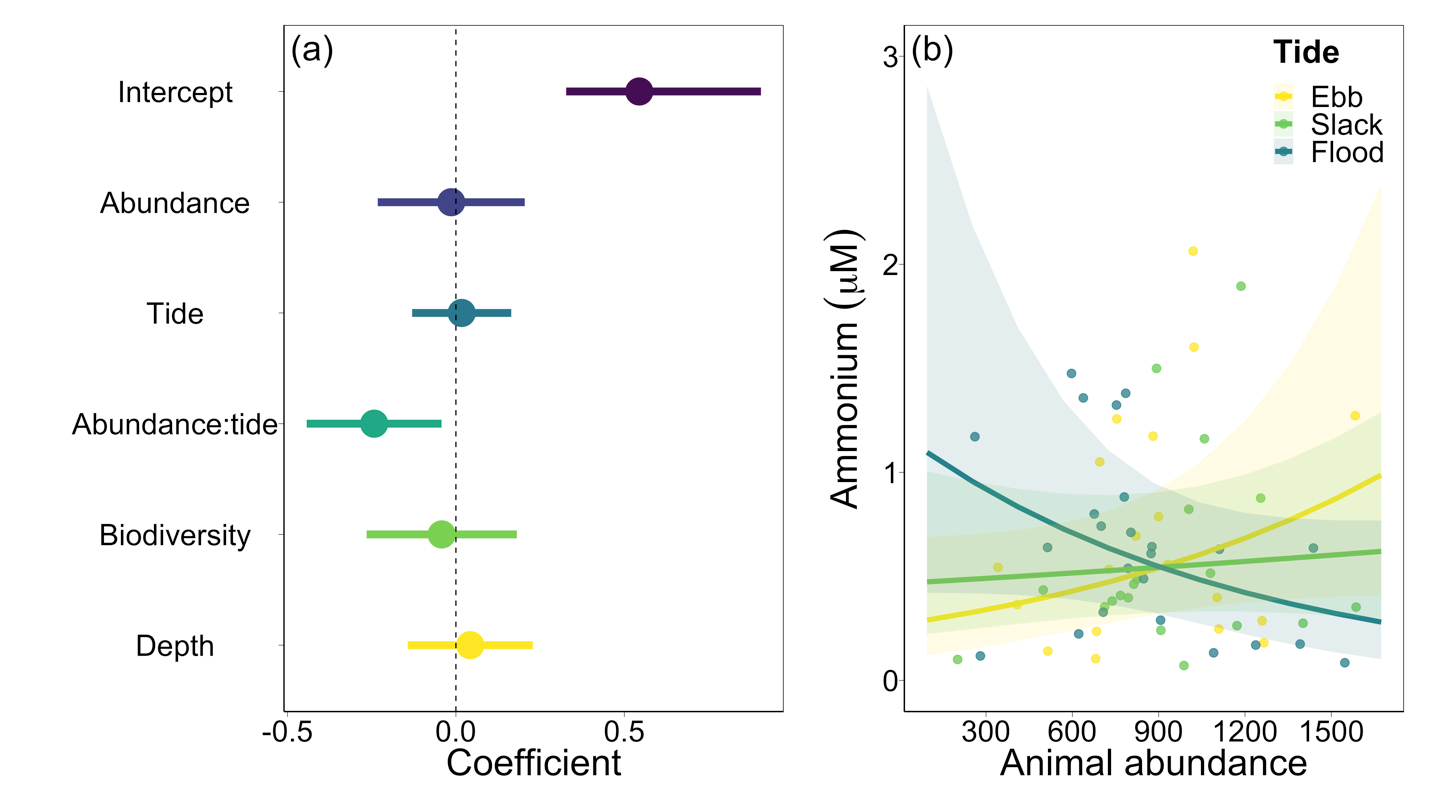 (a)
Intercept
Abundance
Tide
Abundance:tide
Biodiversity
Depth
-0.5 0.0 0.5
Coefficient
(b)
Tide
Ebb
Slack
Flood
3
2
1
0
Ammonium (μM)
300 600 900 1200 1500
Animal abundance